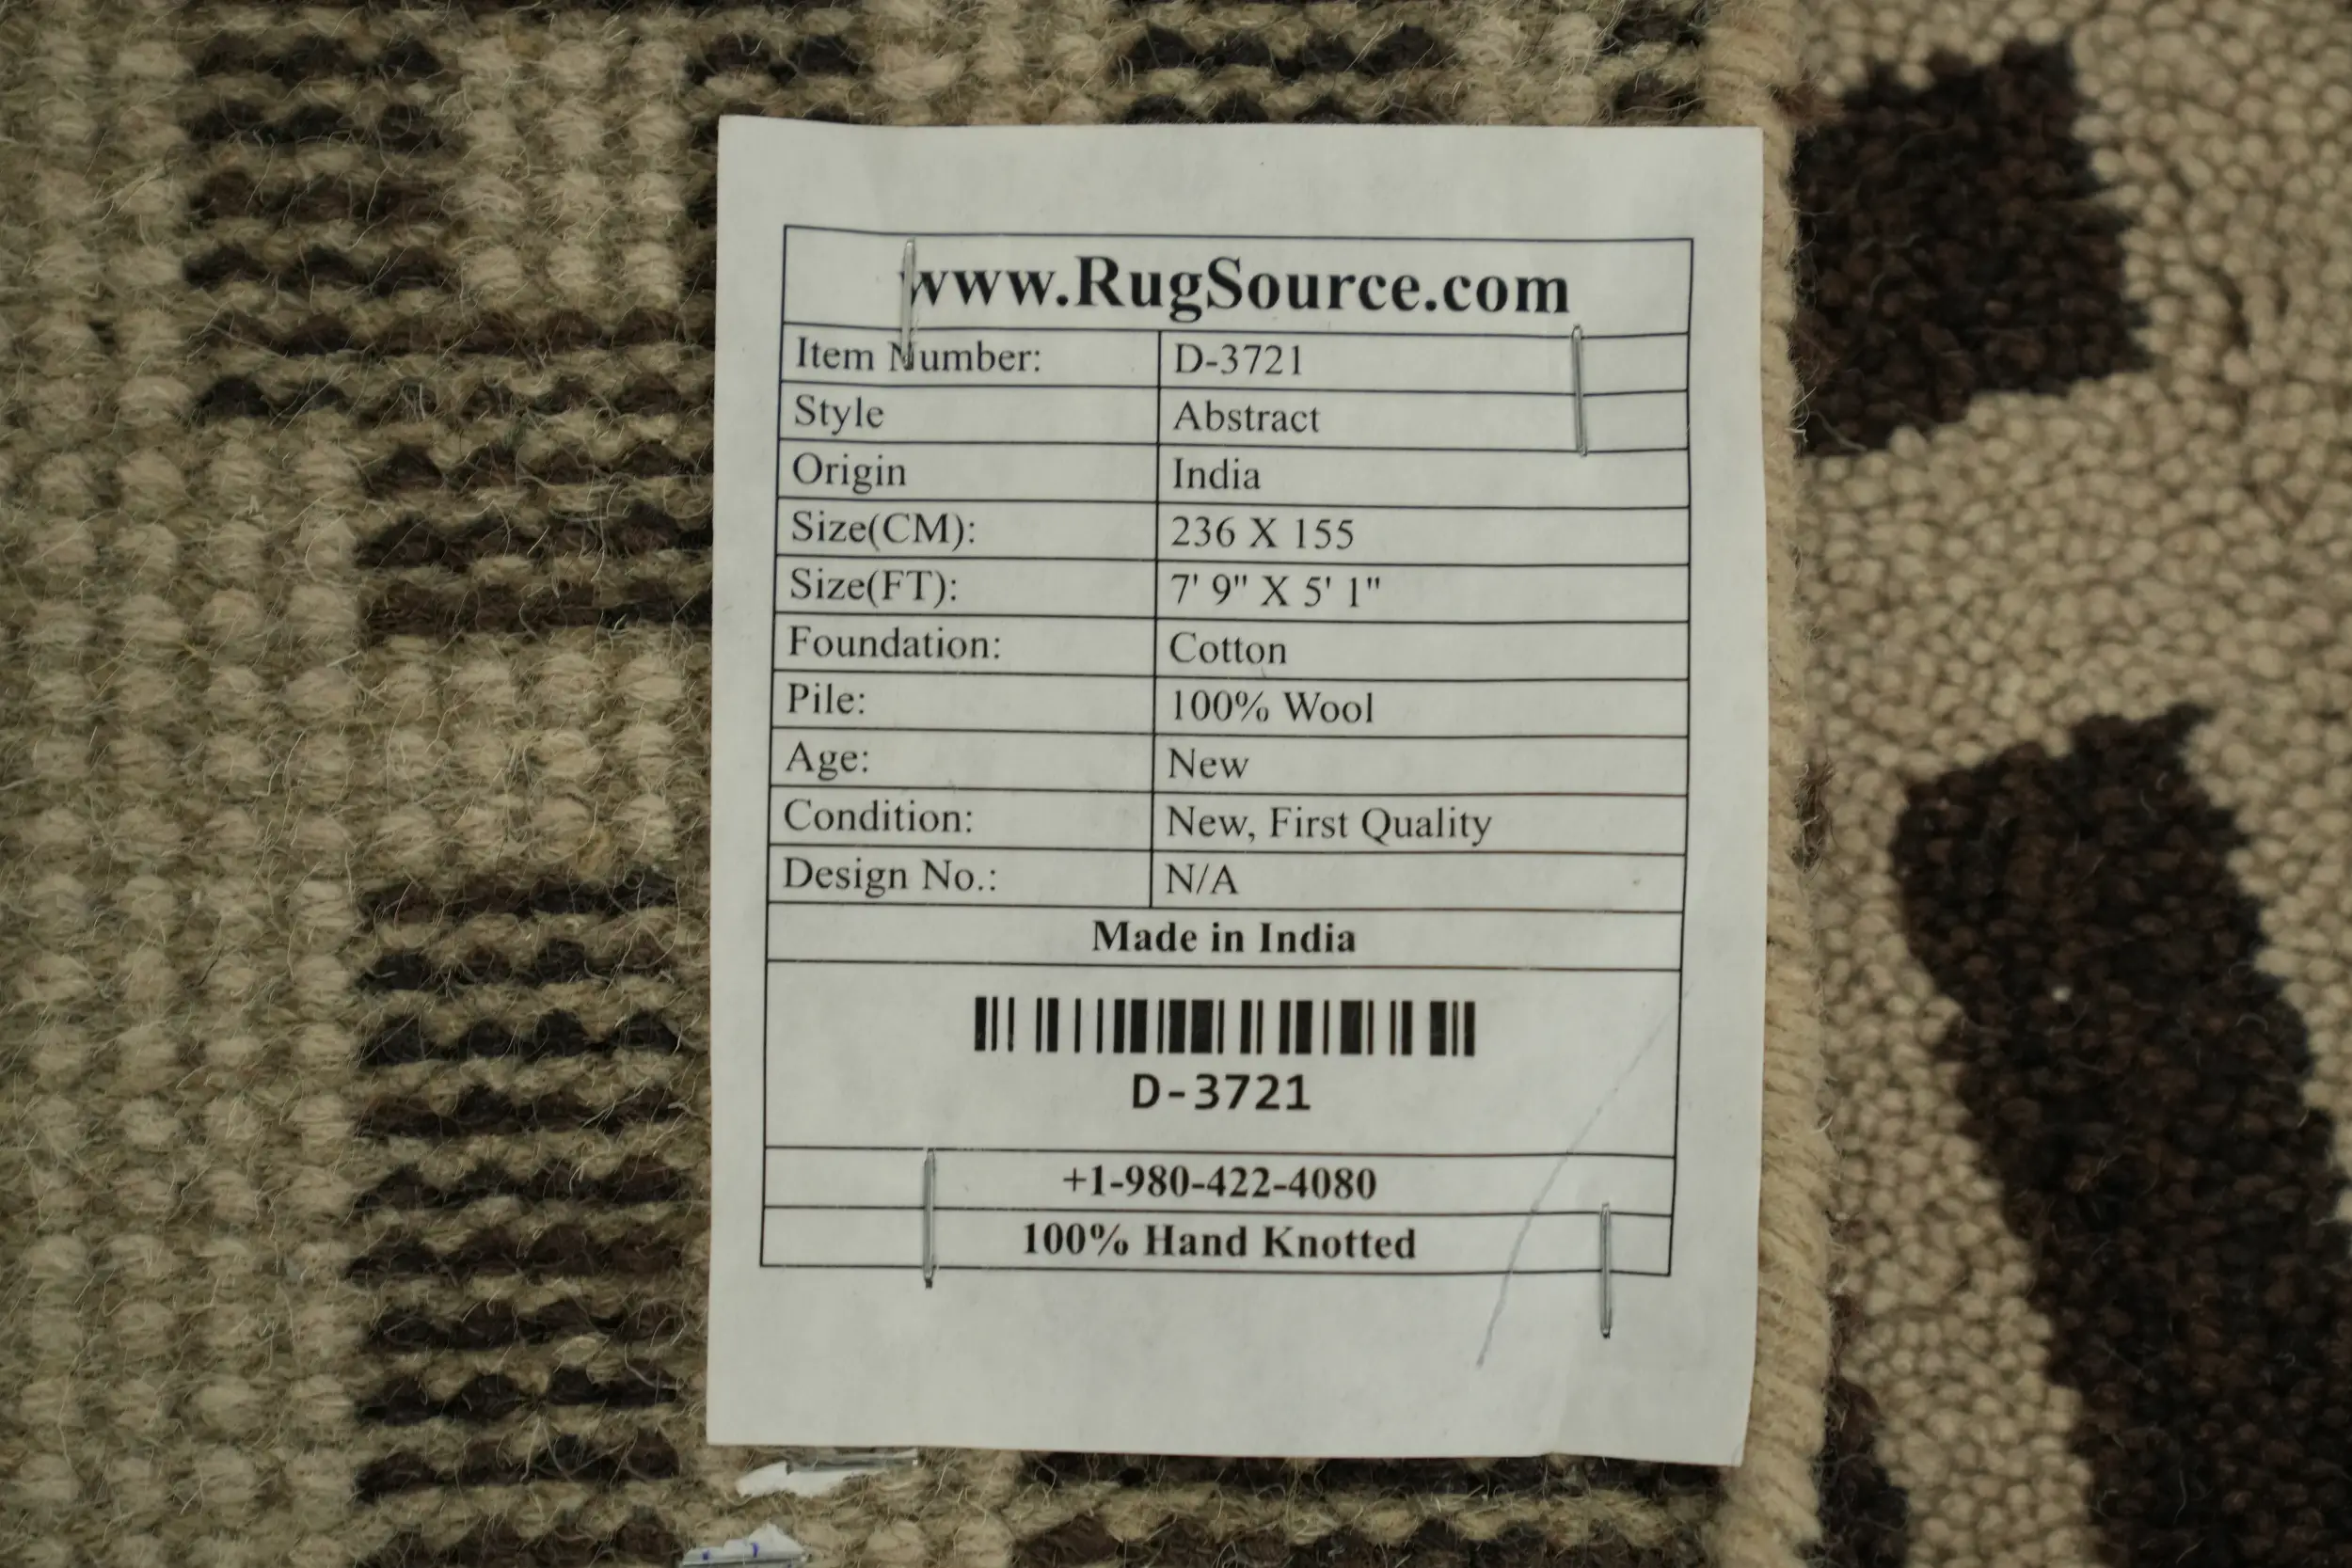 www.RugSource.com
Item Number: D-3721
Style Abstract
Origin India
Size(CM): 236 X 155
Size(FT): 7' 9" X 5' 1"
Foundation: Cotton
Pile: 100% Wool
Age: New
Condition: New, First Quality
Design No.: N/A
Made in India
D-3721
+1-980-422-4080
100% Hand Knotted